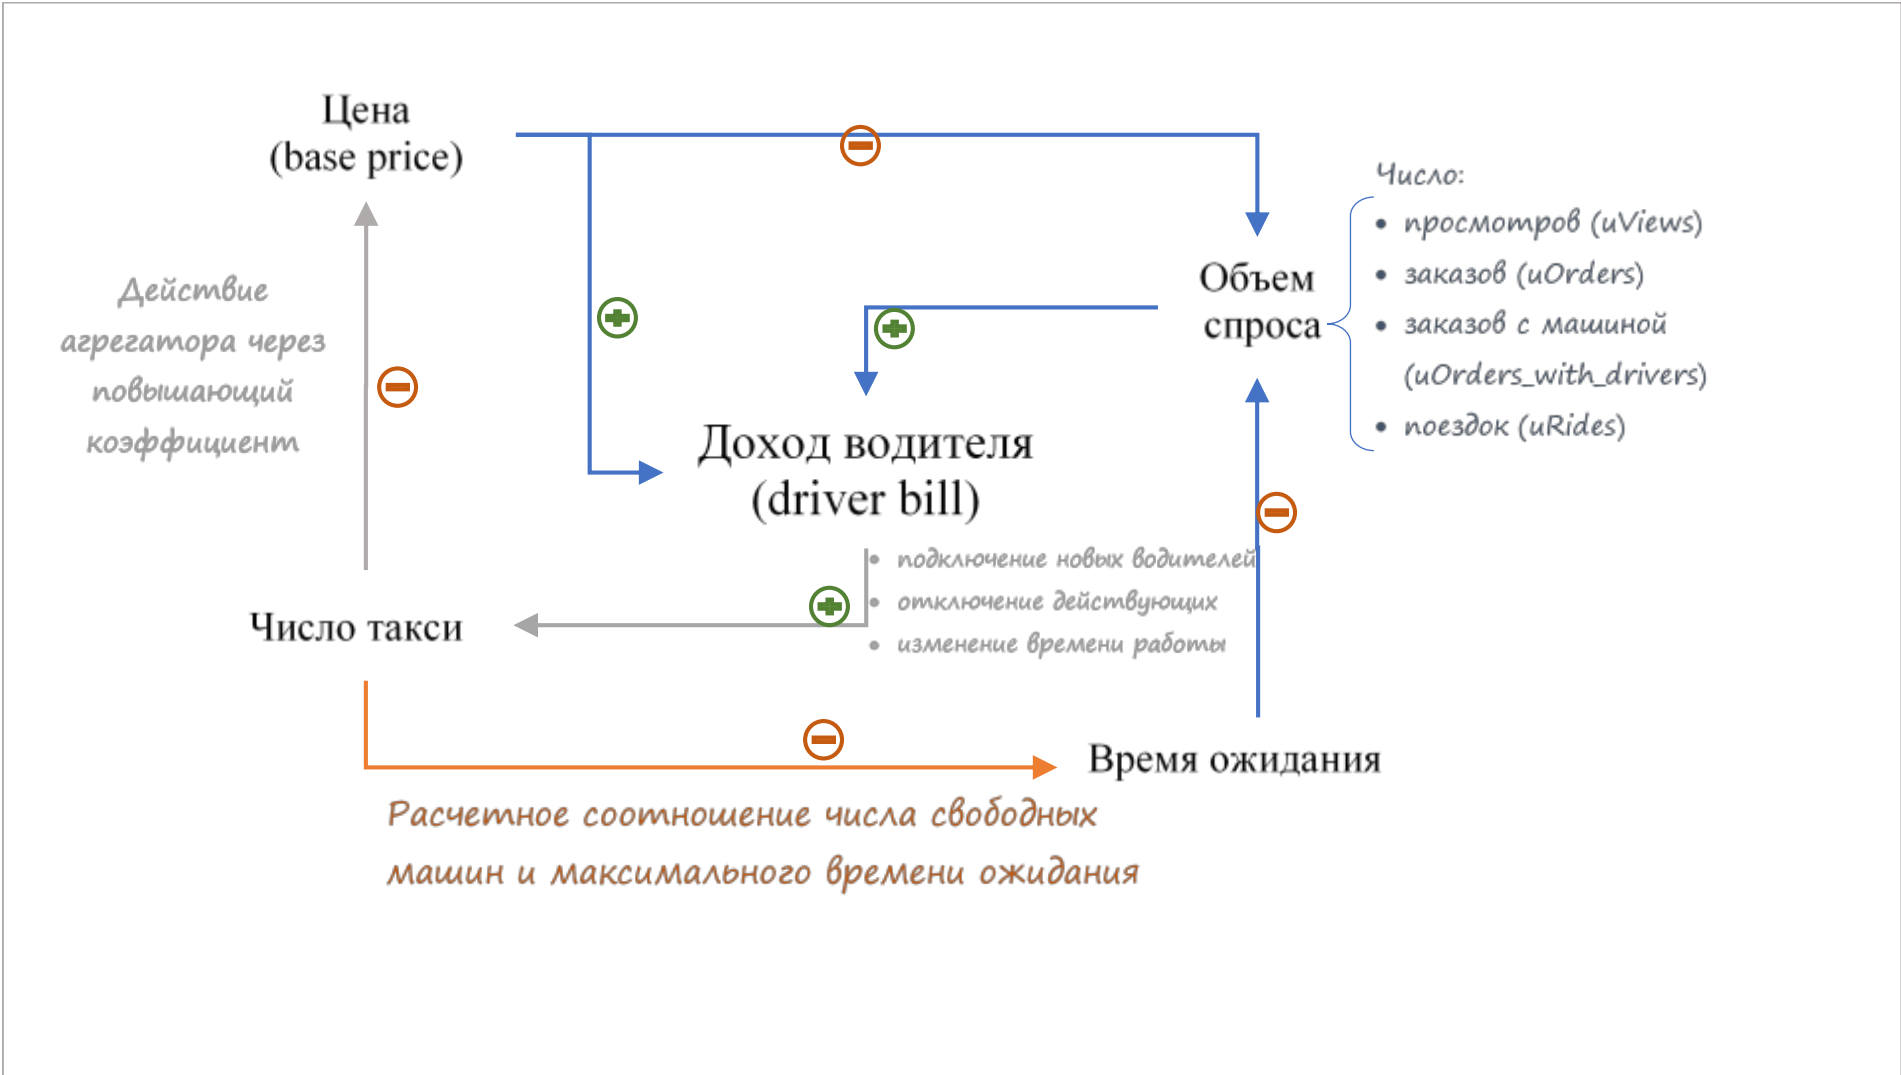 Цена
(base price)
Число:
• просмотров (uViews)
• заказов (uOrders)
• заказов с машиной
(uOrders_with_drivers)
• поездок (uRides)
Объем
спроса
Действие
агрегатора через
повышающий
коэффициент
Доход водителя
(driver bill)
• подключение новых водителей
• отключение действующих
• изменение времени работы
Число такси
Время ожидания
Расчетное соотношение числа свободных
машин и максимального времени ожидания